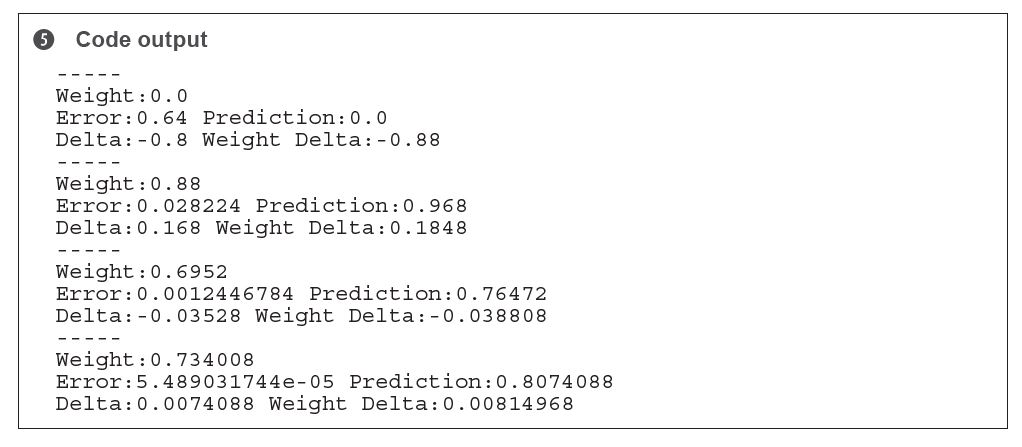 5 Code output
-----
Weight:0.0
Error:0.64 Prediction:0.0
Delta:-0.8 Weight Delta:-0.88
-----
Weight:0.88
Error:0.028224 Prediction:0.968
Delta:0.168 Weight Delta:0.1848
-----
Weight:0.6952
Error:0.0012446784 Prediction:0.76472
Delta:-0.03528 Weight Delta:-0.038808
-----
Weight:0.734008
Error:5.489031744e-05 Prediction:0.8074088
Delta:0.0074088 Weight Delta:0.00814968